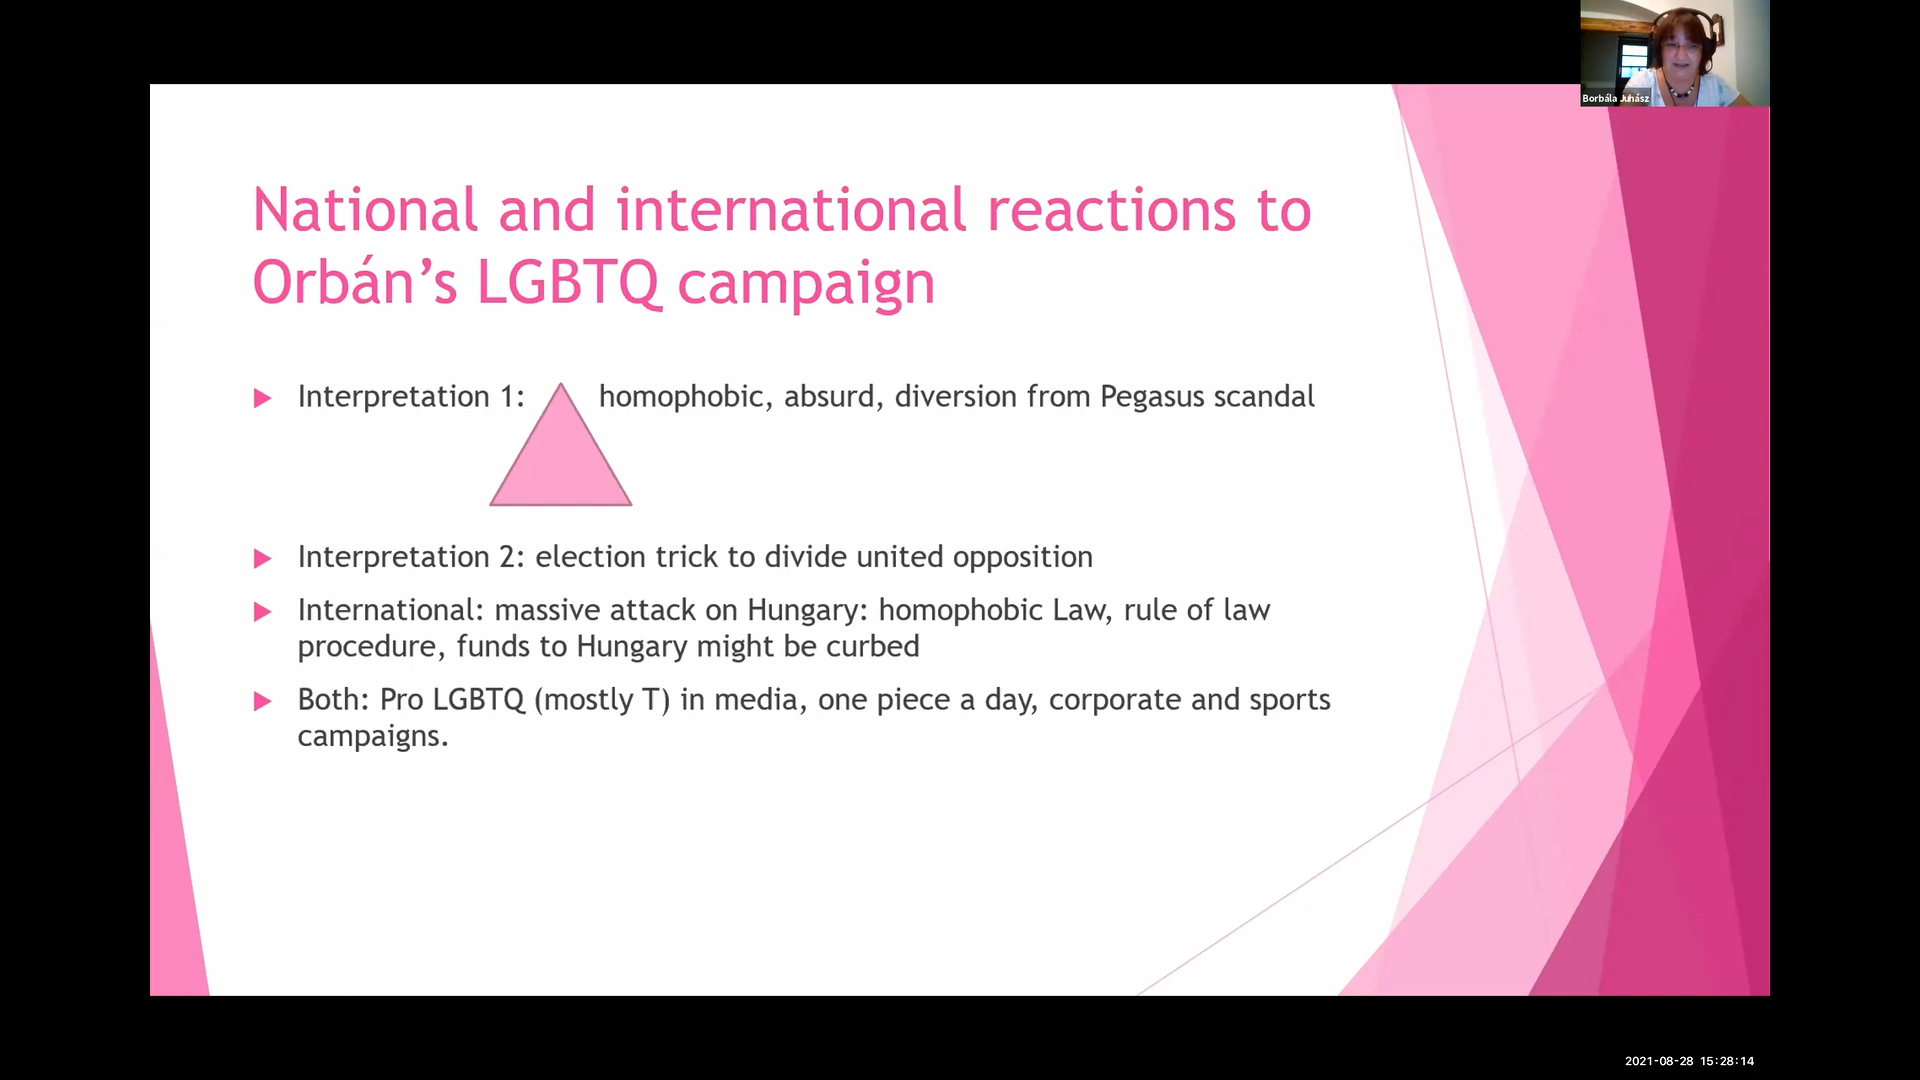 Borbála Juhász
National and international reactions to
Orbán’s LGBTQ campaign
Interpretation 1: homophobic, absurd, diversion from Pegasus scandal
Interpretation 2: election trick to divide united opposition
International: massive attack on Hungary: homophobic Law, rule of law
procedure, funds to Hungary might be curbed
Both: Pro LGBTQ (mostly T) in media, one piece a day, corporate and sports
campaigns.
2021-08-28 15:28:14